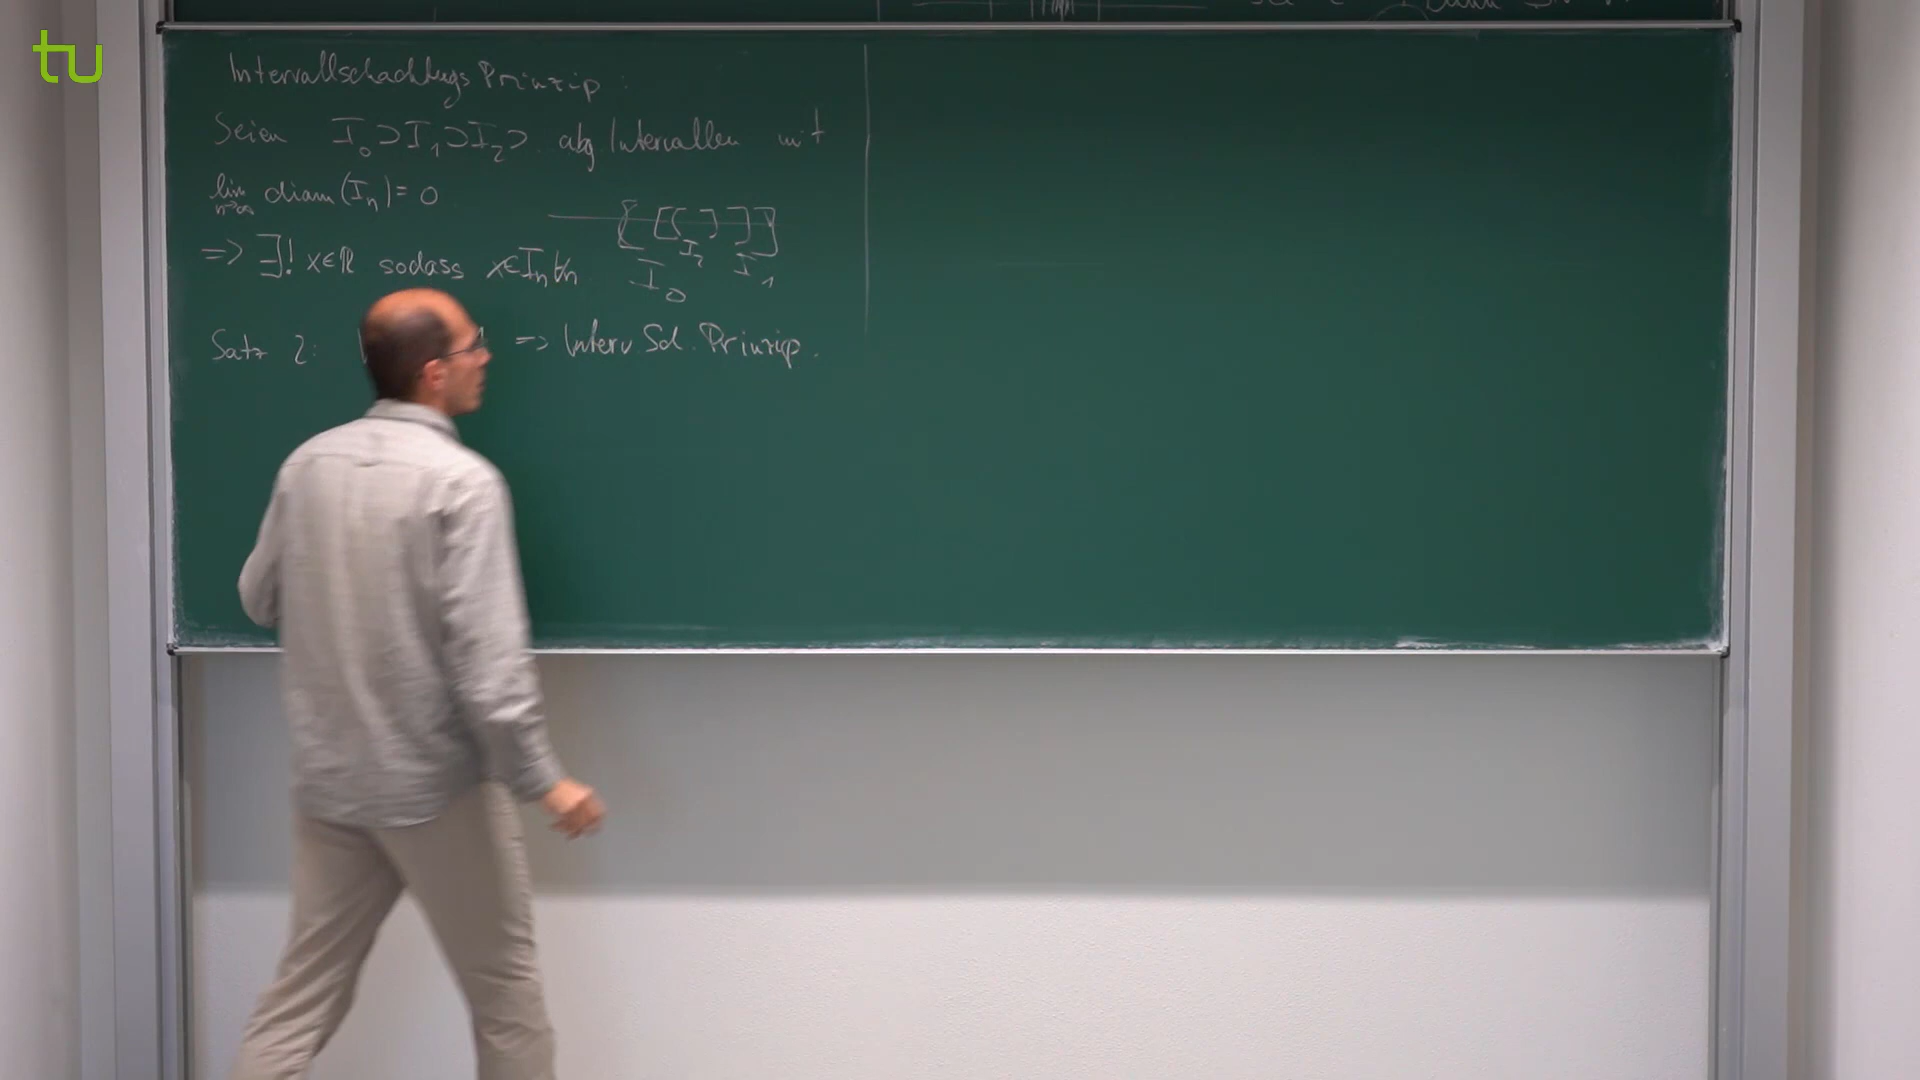 tu
Intervallschachtlugs Prinzip :
Seien I₀⊃I₁⊃I₂⊃ abg. Intervallen mit
lim n→∞ diam(Iₙ) = 0
=> ∃! x∈ℝ sodass x∈Iₙ ∀n
[ [ [ ] ] ]
I₂
I₀ I₁
Satz 2: => Interv Sch. Prinzip.